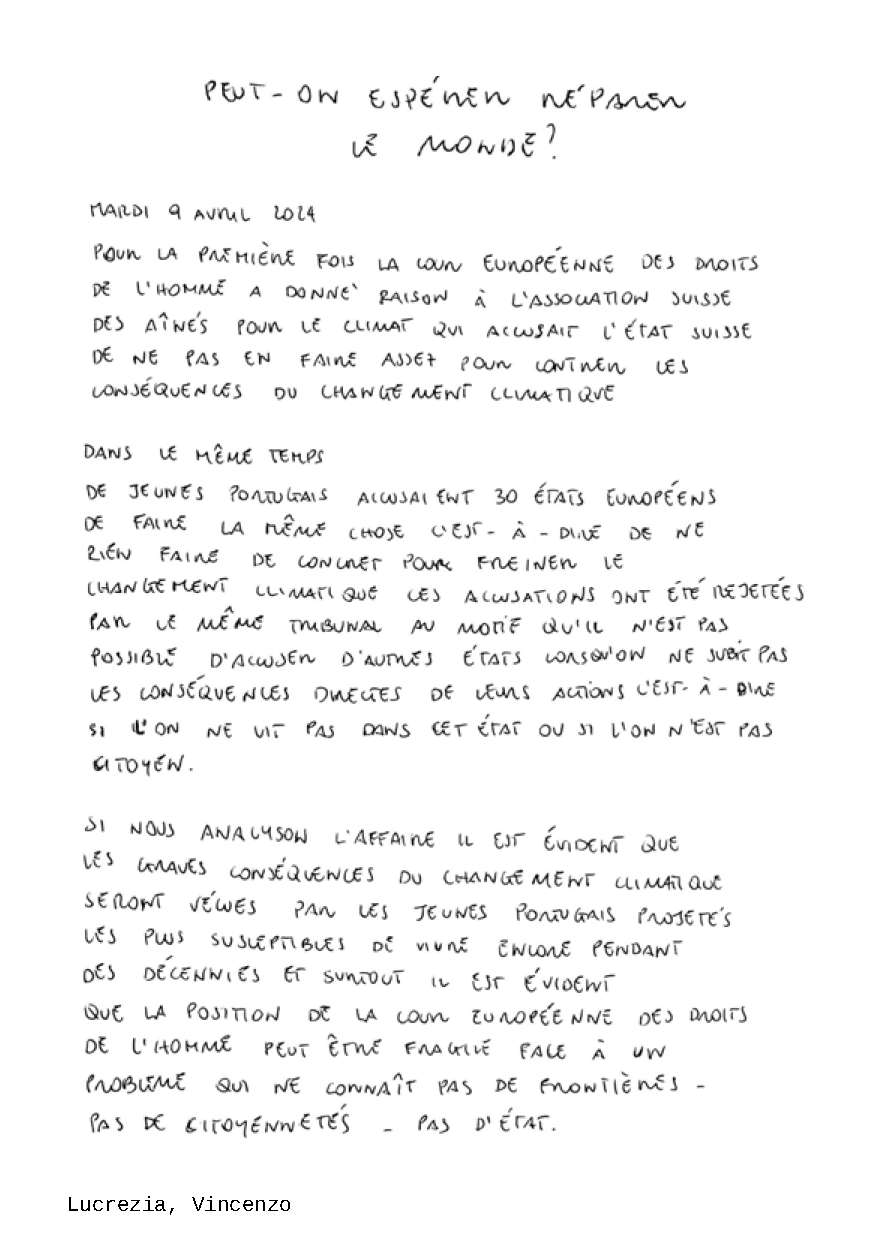 PEUT-ON ESPÉRER RÉPARER
LE MONDE?
MARDI 9 AVRIL 2024
POUR LA PREMIÈRE FOIS LA COUR EUROPÉENNE DES DROITS
DE L'HOMME A DONNÉ RAISON À L'ASSOCIATION SUISSE
DES AÎNÉS POUR LE CLIMAT QUI ACCUSAIT L'ÉTAT SUISSE
DE NE PAS EN FAIRE ASSEZ POUR CONTRER LES
CONSÉQUENCES DU CHANGEMENT CLIMATIQUE
DANS LE MÊME TEMPS
DE JEUNES PORTUGAIS ACCUSAIENT 30 ÉTATS EUROPÉENS
DE FAIRE LA MÊME CHOSE C'EST-À-DIRE DE NE
RIEN FAIRE DE CONCRET POUR FREINER LE
CHANGEMENT CLIMATIQUE CES ACCUSATIONS ONT ÉTÉ REJETÉES
PAR LE MÊME TRIBUNAL AU MOTIF QU'IL N'EST PAS
POSSIBLE D'ACCUSER D'AUTRES ÉTATS LORSQU'ON NE SUBIT PAS
LES CONSÉQUENCES DIRECTES DE LEURS ACTIONS C'EST-À-DIRE
SI L'ON NE VIT PAS DANS CET ÉTAT OU SI L'ON N'EST PAS
CITOYEN.
SI NOUS ANALYSON L'AFFAIRE IL EST ÉVIDENT QUE
LES GRAVES CONSÉQUENCES DU CHANGEMENT CLIMATIQUE
SERONT VÉCUES PAR LES JEUNES PORTUGAIS PROJETÉS
LES PLUS SUSCEPTIBLES DE VIVRE ENCORE PENDANT
DES DÉCENNIES ET SURTOUT IL EST ÉVIDENT
QUE LA POSITION DE LA COUR EUROPÉENNE DES DROITS
DE L'HOMME PEUT ÊTRE FRAGILE FACE À UN
PROBLEME QUI NE CONNAÎT PAS DE FRONTIÈRES -
PAS DE CITOYENNETÉS - PAS D'ÉTAT.
Lucrezia, Vincenzo